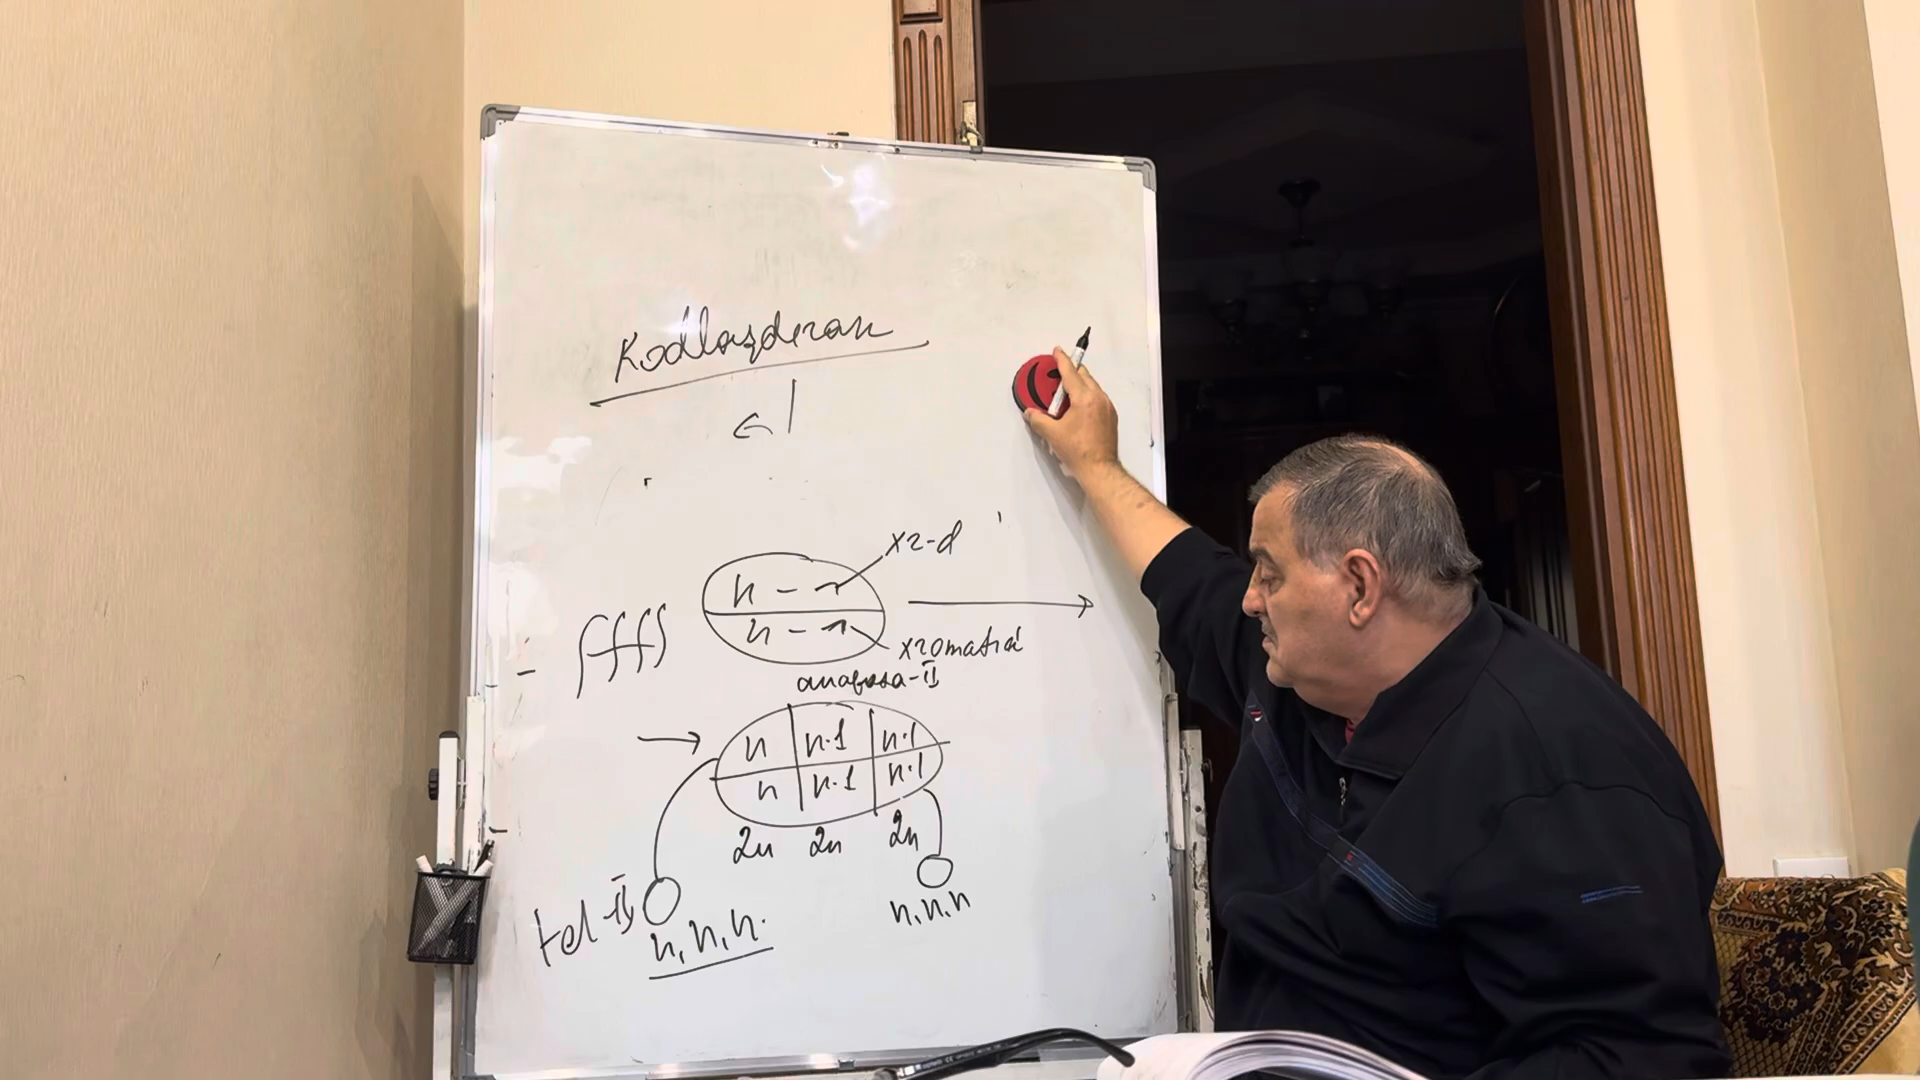 Kodlaşdıran
n - 1
xr-d
n - 1
xromatid
anafaza-II
n n.1 n.1
n n.1 n.1
2n 2n 2n
tel-II
n, n, n.
n, n, n